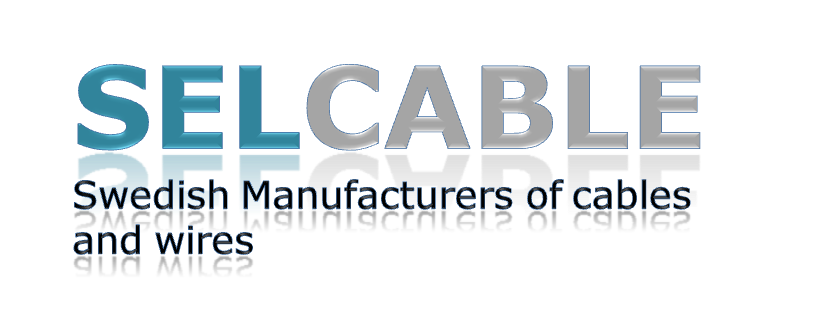 SELCABLE
Swedish Manufacturers of cables
and wires